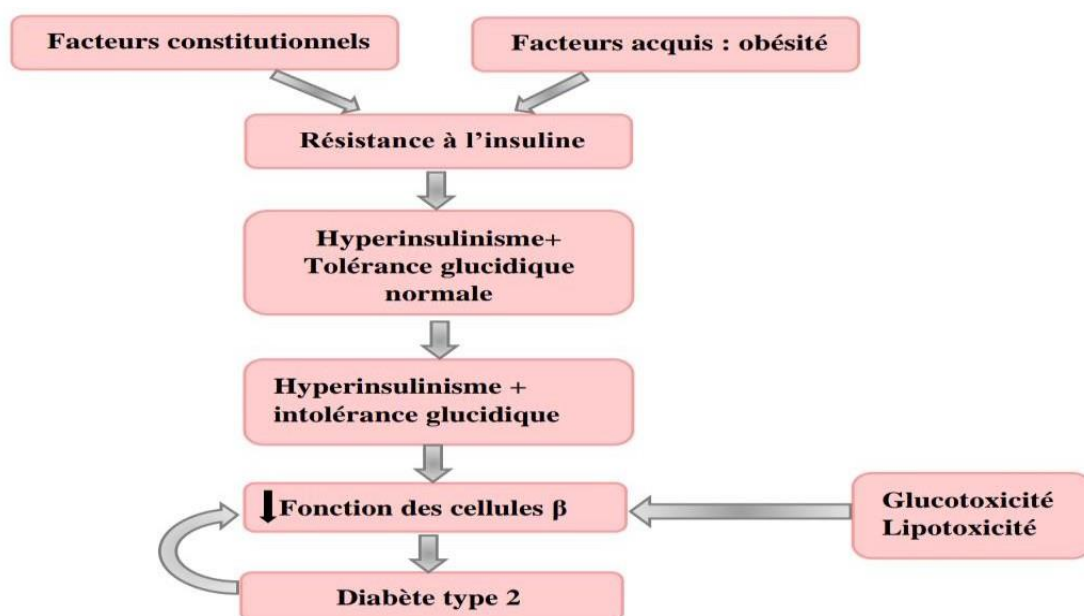 Facteurs constitutionnels
Facteurs acquis : obésité
Résistance à l’insuline
Hyperinsulinisme+
Tolérance glucidique
normale
Hyperinsulinisme +
intolérance glucidique
Fonction des cellules β
Glucotoxicité
Lipotoxicité
Diabète type 2